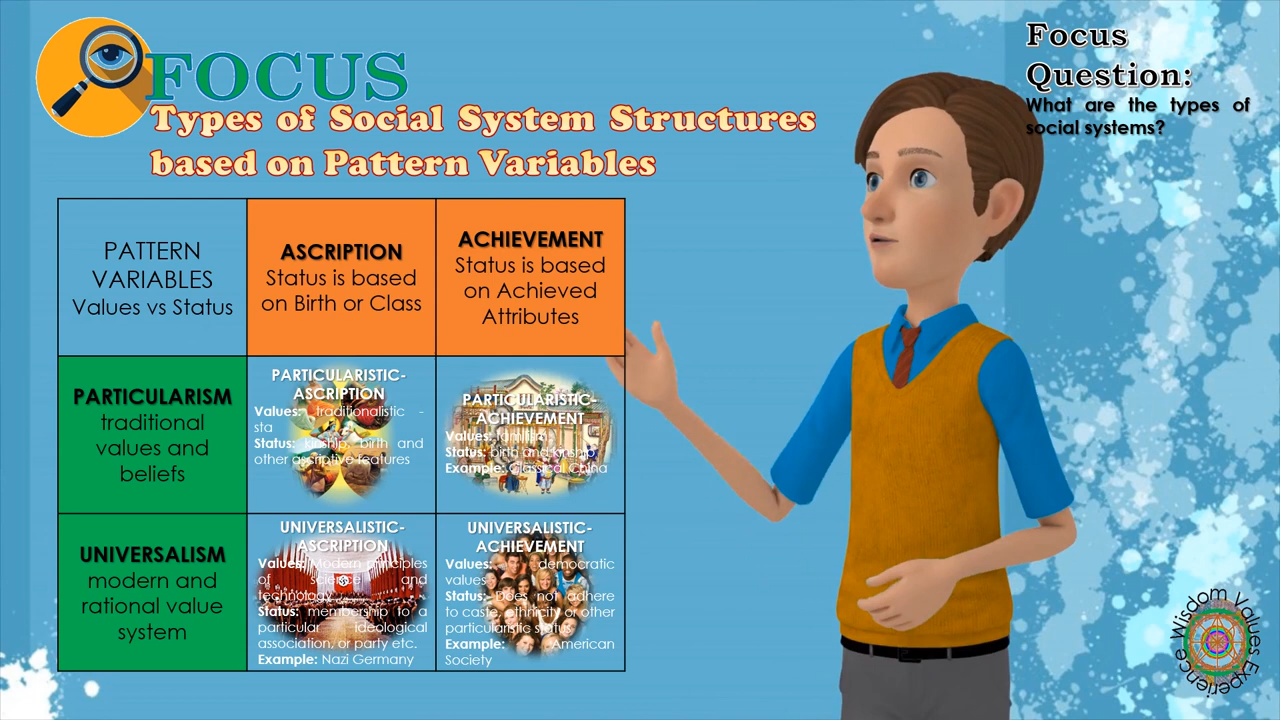 FOCUS
Types of Social System Structures
based on Pattern Variables
Focus
Question:
What are the types of
social systems?
PATTERN
VARIABLES
Values vs Status
ASCRIPTION
Status is based
on Birth or Class
ACHIEVEMENT
Status is based
on Achieved
Attributes
PARTICULARISM
traditional
values and
beliefs
PARTICULARISTIC-
ASCRIPTION
Values: traditionalistic -
sta
Status: kinship, birth and
other ascriptive features
PARTICULARISTIC-
ACHIEVEMENT
Values: familism
Status: birth and kinship
Example: Classical China
UNIVERSALISM
modern and
rational value
system
UNIVERSALISTIC-
ASCRIPTION
Values: Modern principles
of science and
technology
Status: membership to a
particular ideological
association, or party etc.
Example: Nazi Germany
UNIVERSALISTIC-
ACHIEVEMENT
Values: democratic
values
Status: Does not adhere
to caste, ethnicity or other
particularistic status
Example: American
Society
Wisdom Values Experience